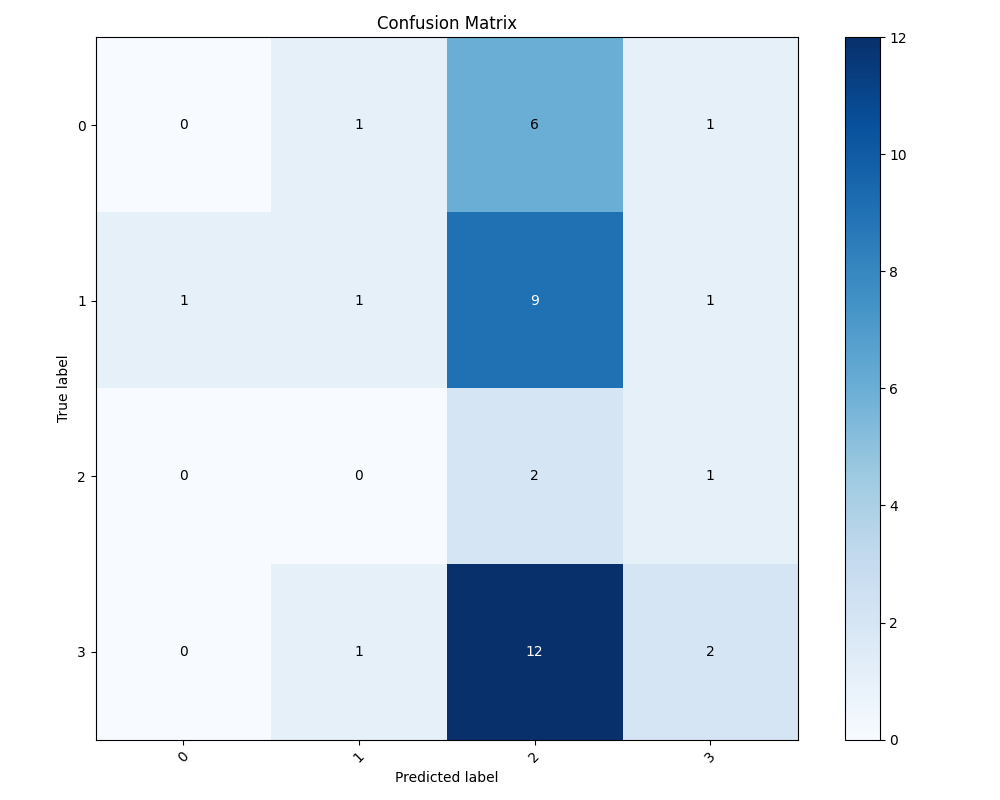 Confusion Matrix
0 0 1 6 1
1 1 1 9 1
2 0 0 2 1
3 0 1 12 2
0 1 2 3
True label
Predicted label
12
10
8
6
4
2
0